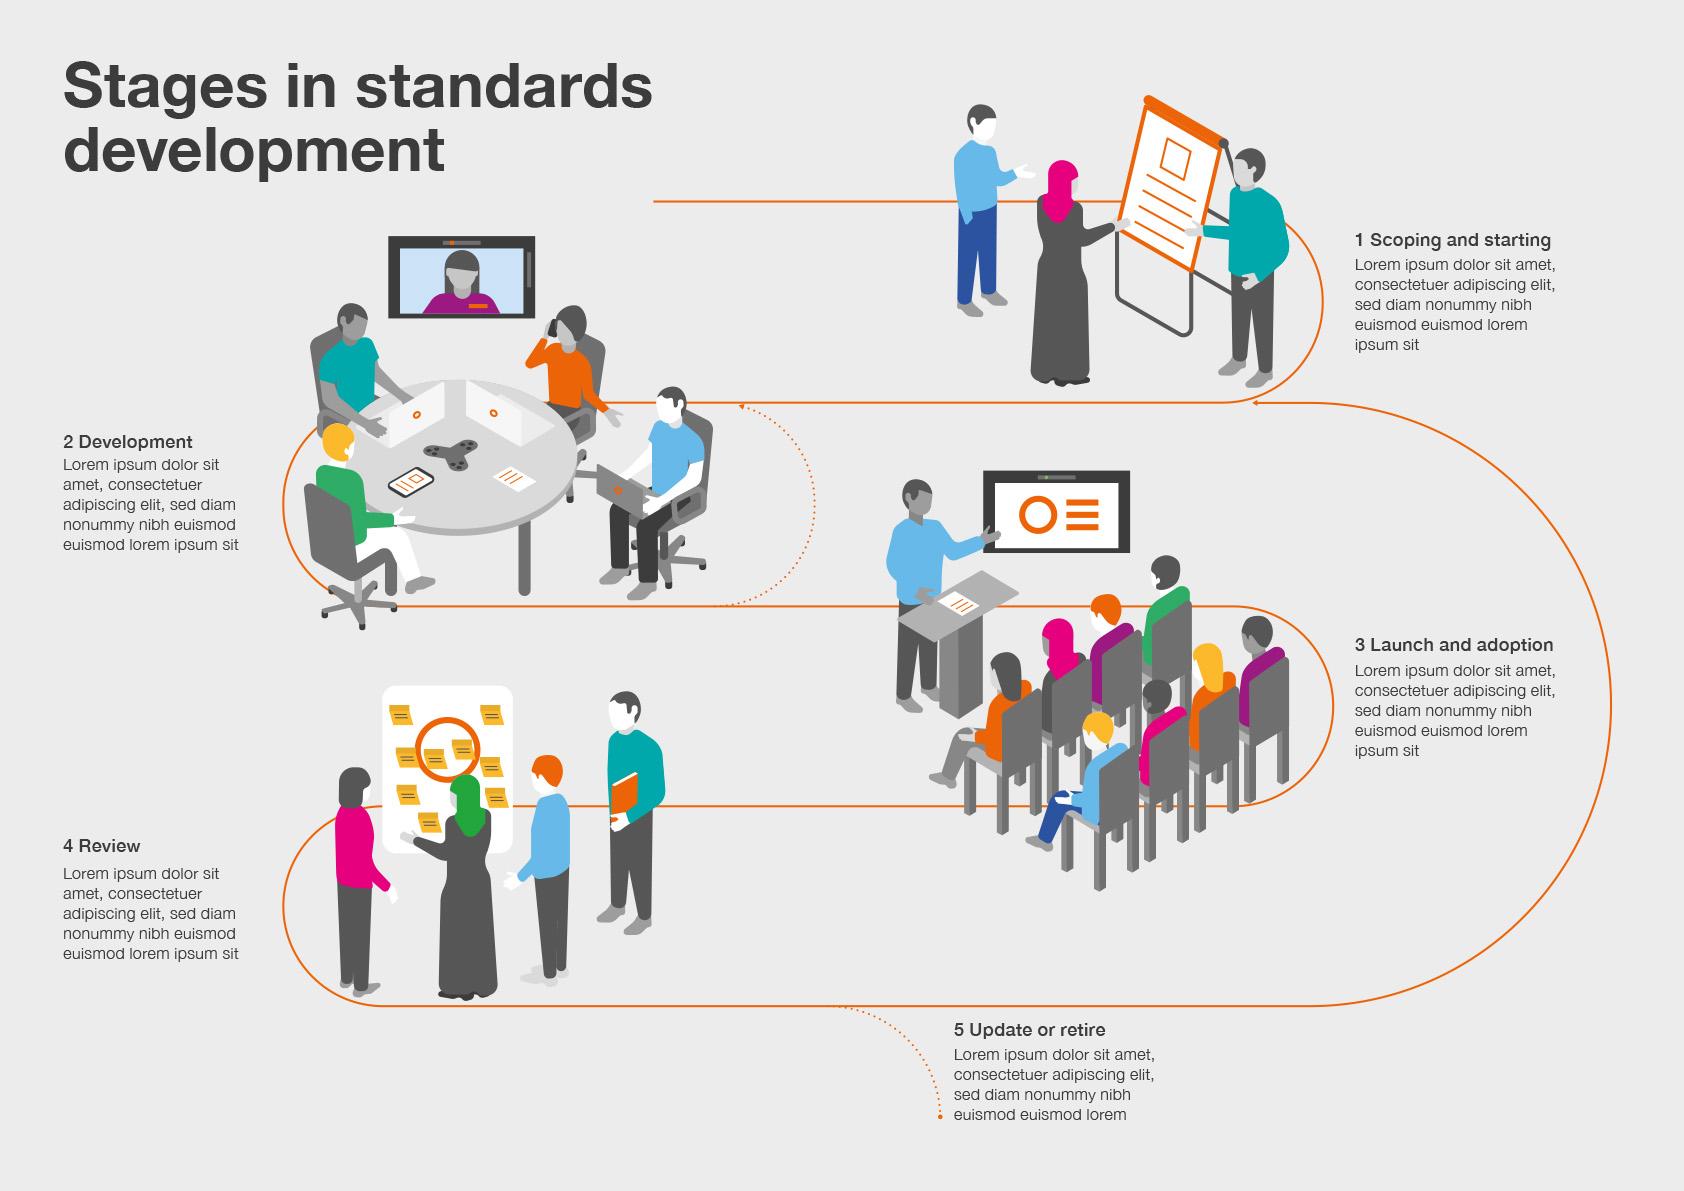 Stages in standards
development
1 Scoping and starting
Lorem ipsum dolor sit amet,
consectetuer adipiscing elit,
sed diam nonummy nibh
euismod euismod lorem
ipsum sit
2 Development
Lorem ipsum dolor sit
amet, consectetuer
adipiscing elit, sed diam
nonummy nibh euismod
euismod lorem ipsum sit
3 Launch and adoption
Lorem ipsum dolor sit amet,
consectetuer adipiscing elit,
sed diam nonummy nibh
euismod euismod lorem
ipsum sit
4 Review
Lorem ipsum dolor sit
amet, consectetuer
adipiscing elit, sed diam
nonummy nibh euismod
euismod lorem ipsum sit
5 Update or retire
Lorem ipsum dolor sit amet,
consectetuer adipiscing elit,
sed diam nonummy nibh
euismod euismod lorem